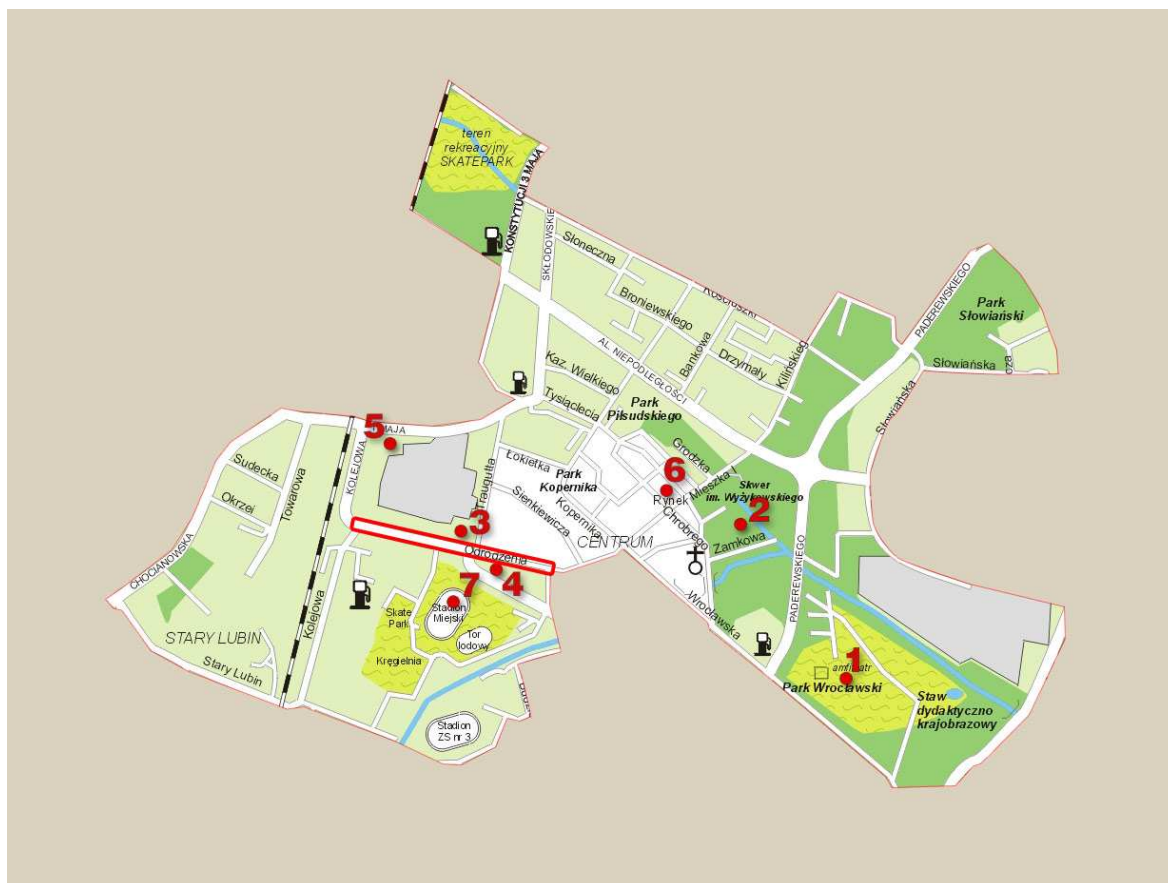 teren
rekreacyjny
SKATEPARK
KONSTYTUCJI 3 MAJA
SKŁODOWSKIE
Słoneczna
Broniewskiego
Kościuszki
PADEREWSKIEGO
Park
Słowiański
Bankowa
Drzymały
Kilińskieg
AL. NIEPODLEGŁOŚCI
Kaz. Wielkiego
Słowiańska
Słowiańska
Tysiąclecia
Park
Piłsudskiego
5
MAJA
KOLEJOWA
Grodzka
Sudecka
Towarowa
Łokietka
Park
Kopernika
6
Rynek
Mieszka I
Skwer
im. Wyżykowskiego
Okrzei
Traugutta
Sienkiewicza
Kopernika
Chrobrego
2
3
Zamkowa
CENTRUM
Odrodzenia
4
CHOCIANOWSKA
7
Stadion
Miejski
Skate
Park
Tor
lodowy
Wrocławska
PADEREWSKIEGO
Kolejowa
STARY LUBIN
Kręgielnia
Stary Lubin
1
amfiteatr
Park Wrocławski
Staw
dydaktyczno
krajobrazowy
Stadion
ZS nr 3